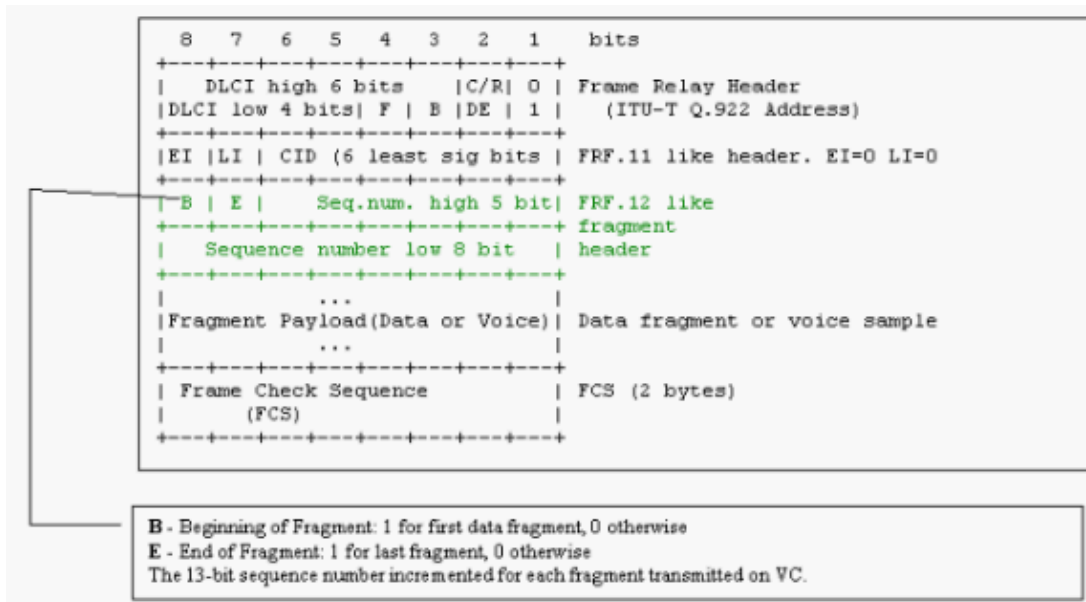 8 7 6 5 4 3 2 1 bits
+---+---+---+---+---+---+---+---+
| DLCI high 6 bits |C/R| 0 | Frame Relay Header
|DLCI low 4 bits| F | B |DE | 1 | (ITU-T Q.922 Address)
+---+---+---+---+---+---+---+---+
|EI |LI | CID (6 least sig bits | FRF.11 like header. EI=0 LI=0
+---+---+---+---+---+---+---+---+
| B | E | Seq.num. high 5 bit| FRF.12 like
+---+---+---+---+---+---+---+---+ fragment
| Sequence number low 8 bit | header
+---+---+---+---+---+---+---+---+
| ... |
|Fragment Payload(Data or Voice)| Data fragment or voice sample
| ... |
+---+---+---+---+---+---+---+---+
| Frame Check Sequence | FCS (2 bytes)
| (FCS) |
+---+---+---+---+---+---+---+---+
B - Beginning of Fragment: 1 for first data fragment, 0 otherwise
E - End of Fragment: 1 for last fragment, 0 otherwise
The 13-bit sequence number incremented for each fragment transmitted on VC.